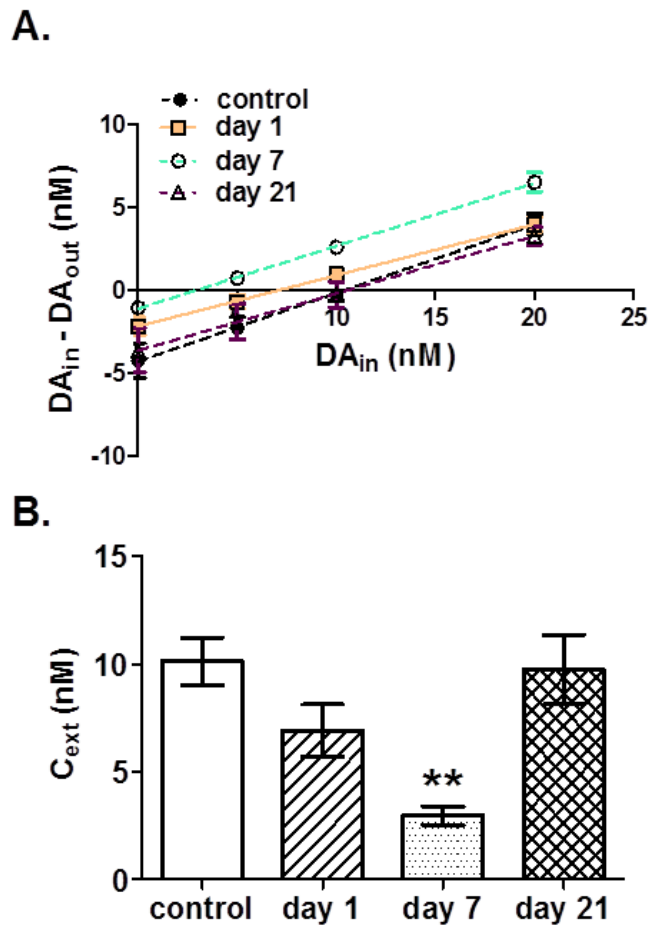 A.
control
day 1
day 7
day 21
10
5
0
-5
-10
10
15
20
25
DAin - DAout (nM)
DAin (nM)
B.
15
10
5
0
Cext (nM)
**
control day 1 day 7 day 21